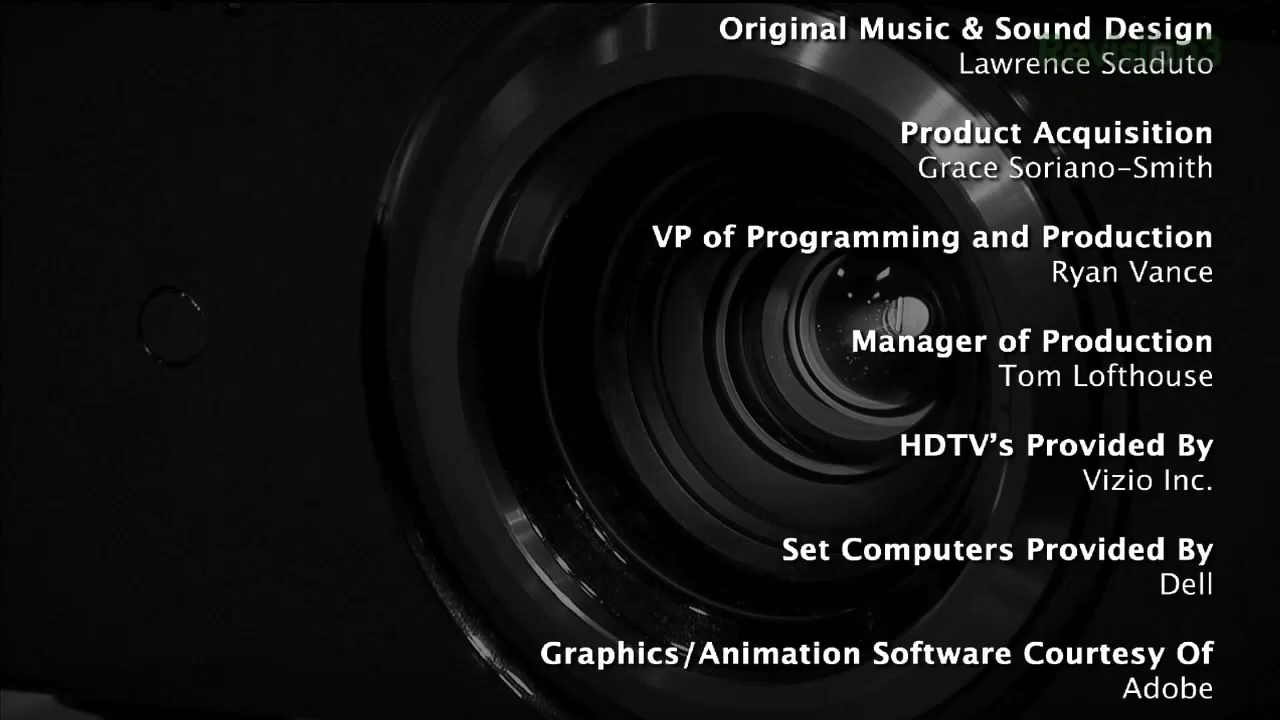 Original Music & Sound Design
Revision3
Lawrence Scaduto
Product Acquisition
Grace Soriano-Smith
VP of Programming and Production
Ryan Vance
Manager of Production
Tom Lofthouse
HDTV's Provided By
Vizio Inc.
Set Computers Provided By
Dell
Graphics/Animation Software Courtesy Of
Adobe